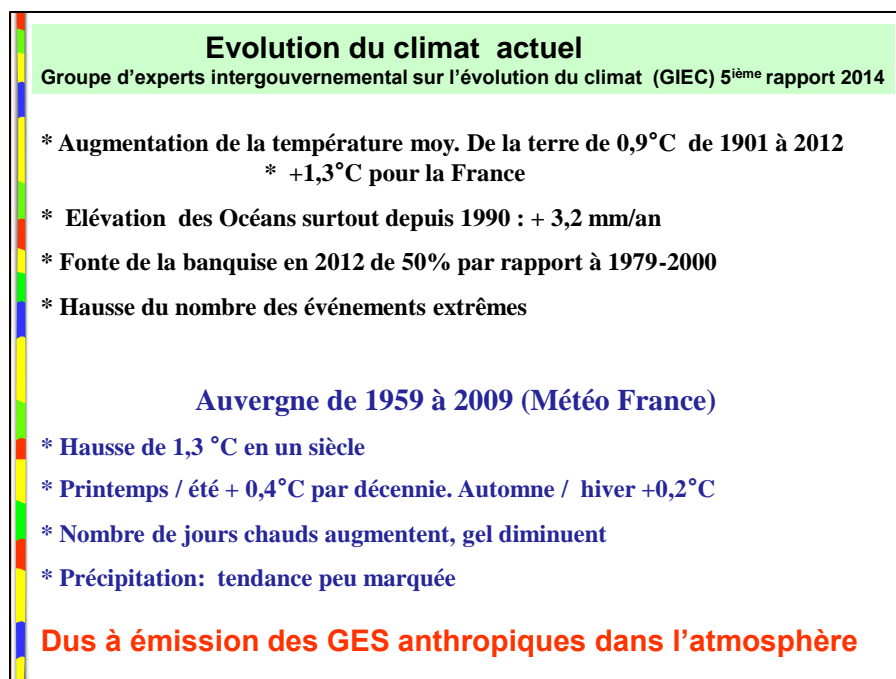 Evolution du climat actuel
Groupe d'experts intergouvernemental sur l'évolution du climat (GIEC) 5ième rapport 2014
* Augmentation de la température moy. De la terre de 0,9°C de 1901 à 2012
* +1,3°C pour la France
* Elévation des Océans surtout depuis 1990 : + 3,2 mm/an
* Fonte de la banquise en 2012 de 50% par rapport à 1979-2000
* Hausse du nombre des événements extrêmes
Auvergne de 1959 à 2009 (Météo France)
* Hausse de 1,3 °C en un siècle
* Printemps / été + 0,4°C par décennie. Automne / hiver +0,2°C
* Nombre de jours chauds augmentent, gel diminuent
* Précipitation: tendance peu marquée
Dus à émission des GES anthropiques dans l'atmosphère